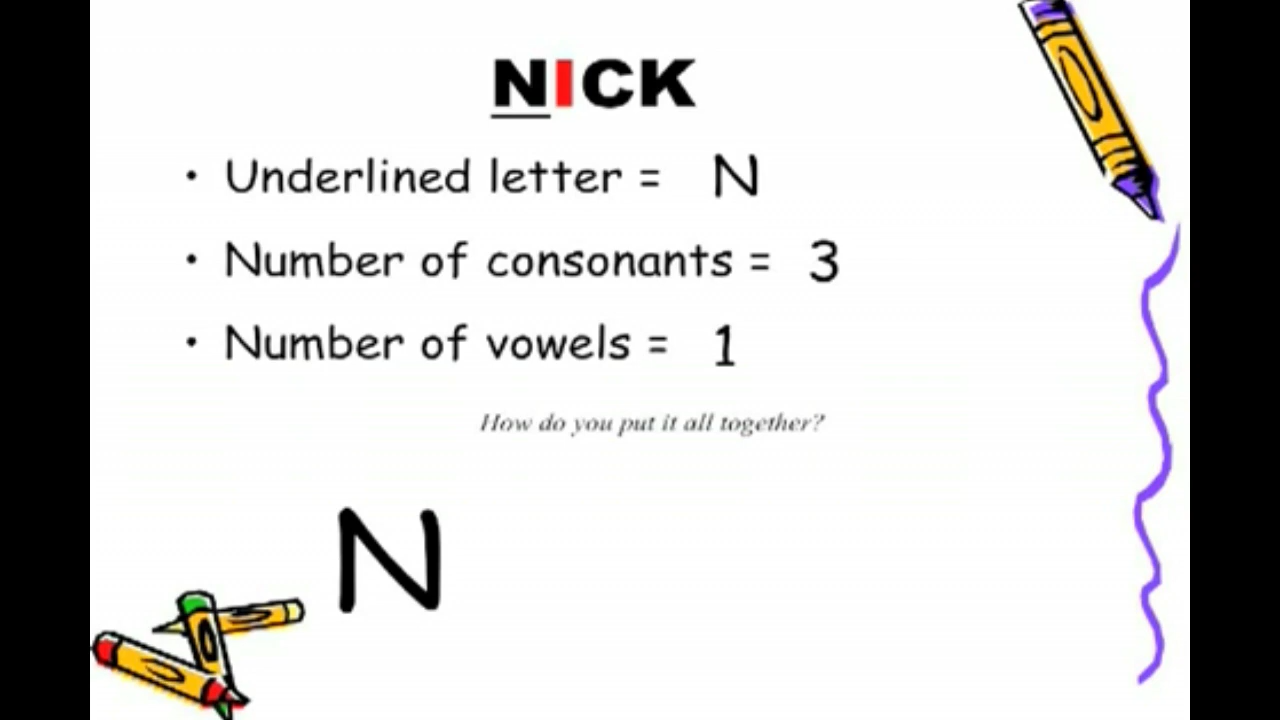 NICK
• Underlined letter = N
• Number of consonants = 3
• Number of vowels = 1
How do you put it all together?
N